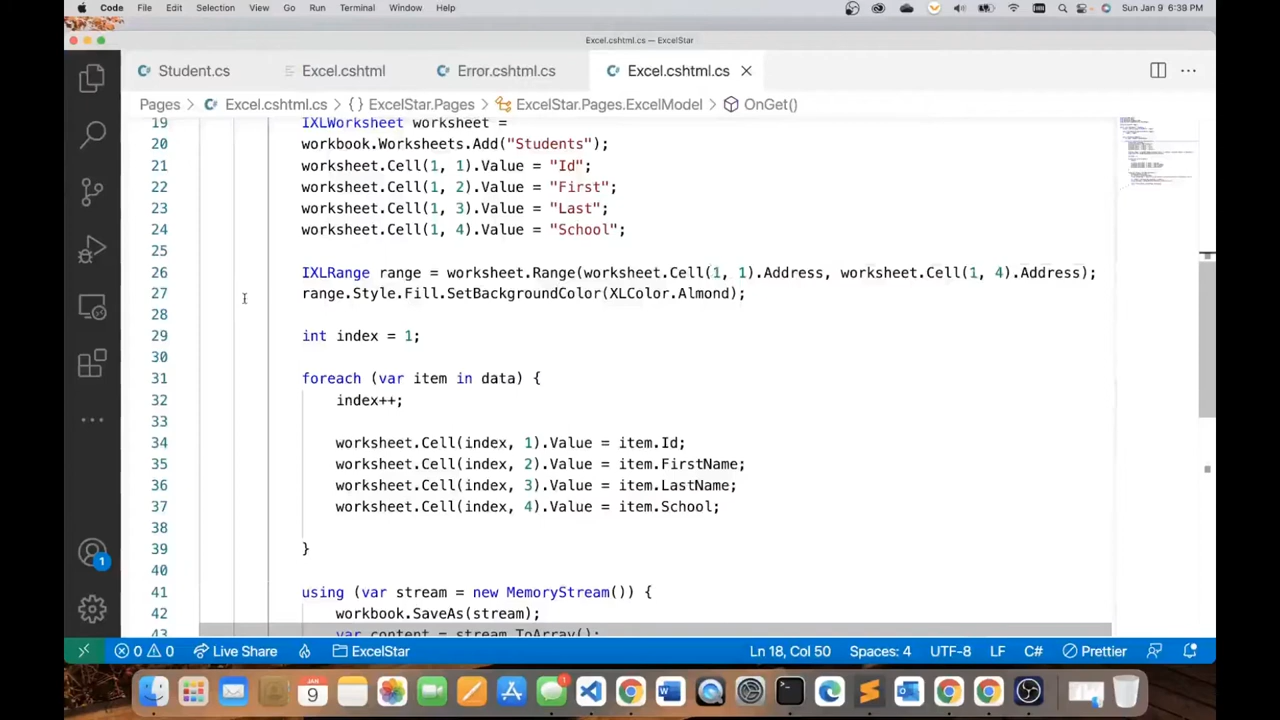 Code File Edit Selection View Go Run Terminal Window Help Sun Jan 9 6:38 PM
Excel.cshtml.cs — ExcelStar
Student.cs Excel.cshtml Error.cshtml.cs Excel.cshtml.cs
Pages > Excel.cshtml.cs > {} ExcelStar.Pages > ExcelStar.Pages.ExcelModel > OnGet()
19 IXLWorksheet worksheet =
20 workbook.Worksheets.Add("Students");
21 worksheet.Cell(1, 1).Value = "Id";
22 worksheet.Cell(1, 2).Value = "First";
23 worksheet.Cell(1, 3).Value = "Last";
24 worksheet.Cell(1, 4).Value = "School";
25
26 IXLRange range = worksheet.Range(worksheet.Cell(1, 1).Address, worksheet.Cell(1, 4).Address);
27 range.Style.Fill.SetBackgroundColor(XLColor.Almond);
28
29 int index = 1;
30
31 foreach (var item in data) {
32 index++;
33
34 worksheet.Cell(index, 1).Value = item.Id;
35 worksheet.Cell(index, 2).Value = item.FirstName;
36 worksheet.Cell(index, 3).Value = item.LastName;
37 worksheet.Cell(index, 4).Value = item.School;
38
39 }
40
41 using (var stream = new MemoryStream()) {
42 workbook.SaveAs(stream);
43 var content = stream.ToArray();
1
0 0 Live Share ExcelStar Ln 18, Col 50 Spaces: 4 UTF-8 LF C# Prettier
JAN
9
1